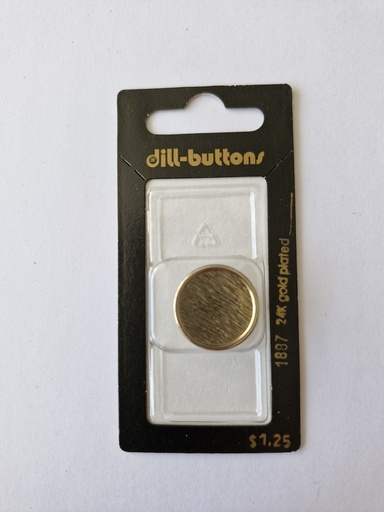 dill-buttons
1887 24K gold plated
$1.25